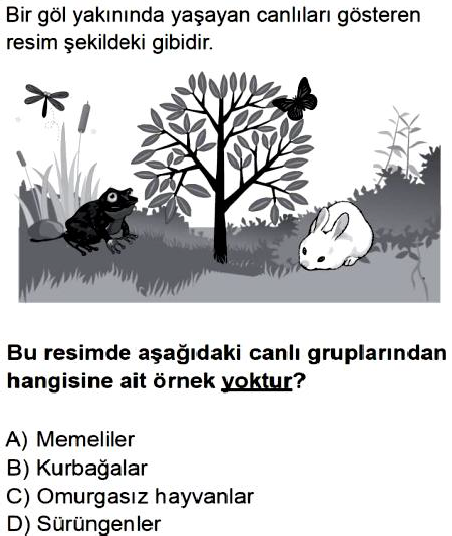 Bir göl yakınında yaşayan canlıları gösteren
resim şekildeki gibidir.
Bu resimde aşağıdaki canlı gruplarından
hangisine ait örnek yoktur?
A) Memeliler
B) Kurbağalar
C) Omurgasız hayvanlar
D) Sürüngenler